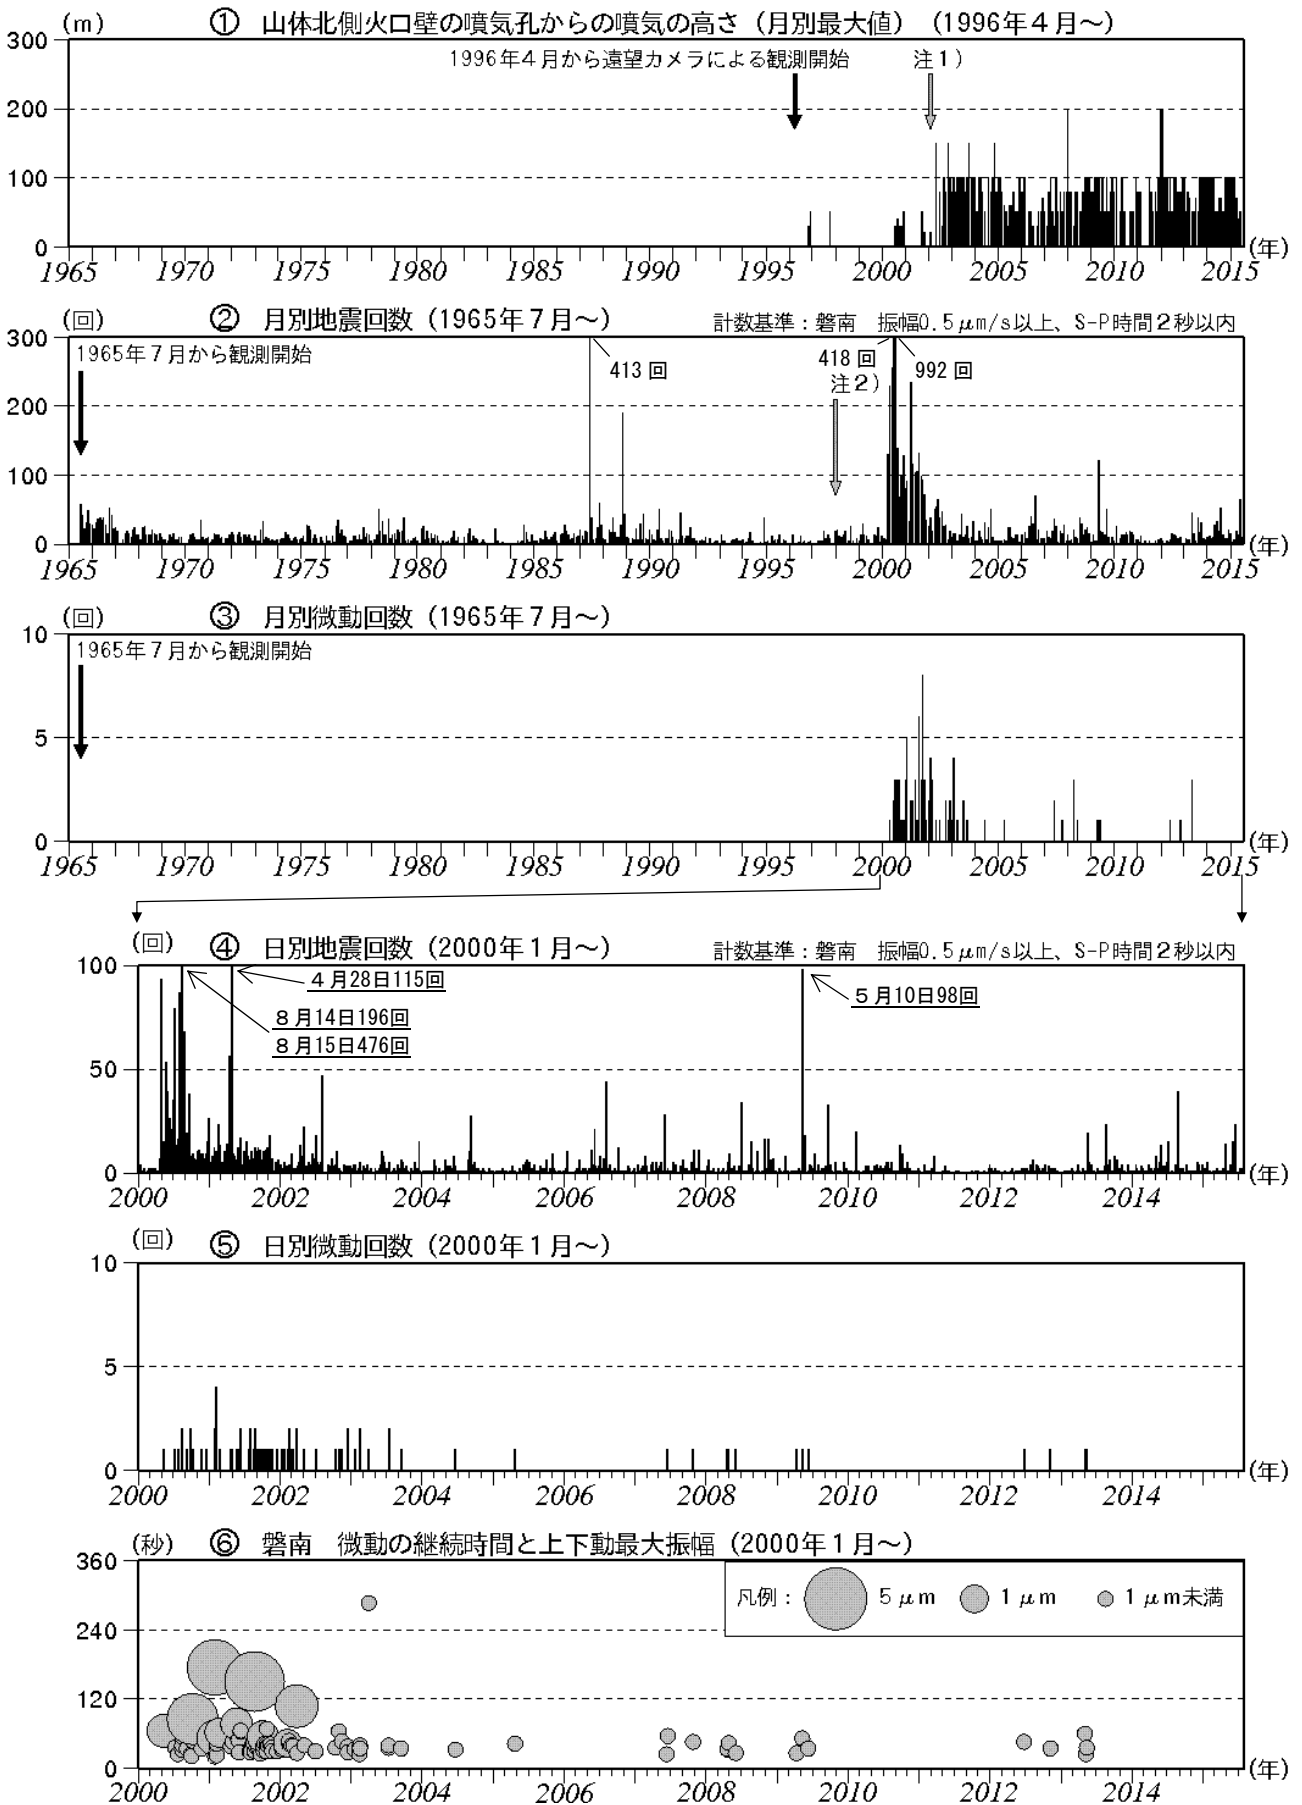 (m) ① 山体北側火口壁の噴気孔からの噴気の高さ（月別最大値）（1996年４月～）
300
1996年４月から遠望カメラによる観測開始 注１）
200
100
0
1965 1970 1975 1980 1985 1990 1995 2000 2005 2010 2015 (年)
(回) ② 月別地震回数（1965年７月～） 計数基準：磐南 振幅0.5μm/s以上、S-P時間２秒以内
300
1965年７月から観測開始
413 回
418 回
992 回
注２）
200
100
0
1965 1970 1975 1980 1985 1990 1995 2000 2005 2010 2015 (年)
(回) ③ 月別微動回数（1965年７月～）
10
1965年７月から観測開始
5
0
1965 1970 1975 1980 1985 1990 1995 2000 2005 2010 2015 (年)
(回) ④ 日別地震回数（2000年１月～） 計数基準：磐南 振幅0.5μm/s以上、S-P時間２秒以内
100
４月28日115回
５月10日98回
８月14日196回
８月15日476回
50
0
2000 2002 2004 2006 2008 2010 2012 2014 (年)
(回) ⑤ 日別微動回数（2000年１月～）
10
5
0
2000 2002 2004 2006 2008 2010 2012 2014 (年)
(秒) ⑥ 磐南 微動の継続時間と上下動最大振幅（2000年１月～）
360
凡例： ５μm １μm １μm未満
240
120
0
2000 2002 2004 2006 2008 2010 2012 2014 (年)